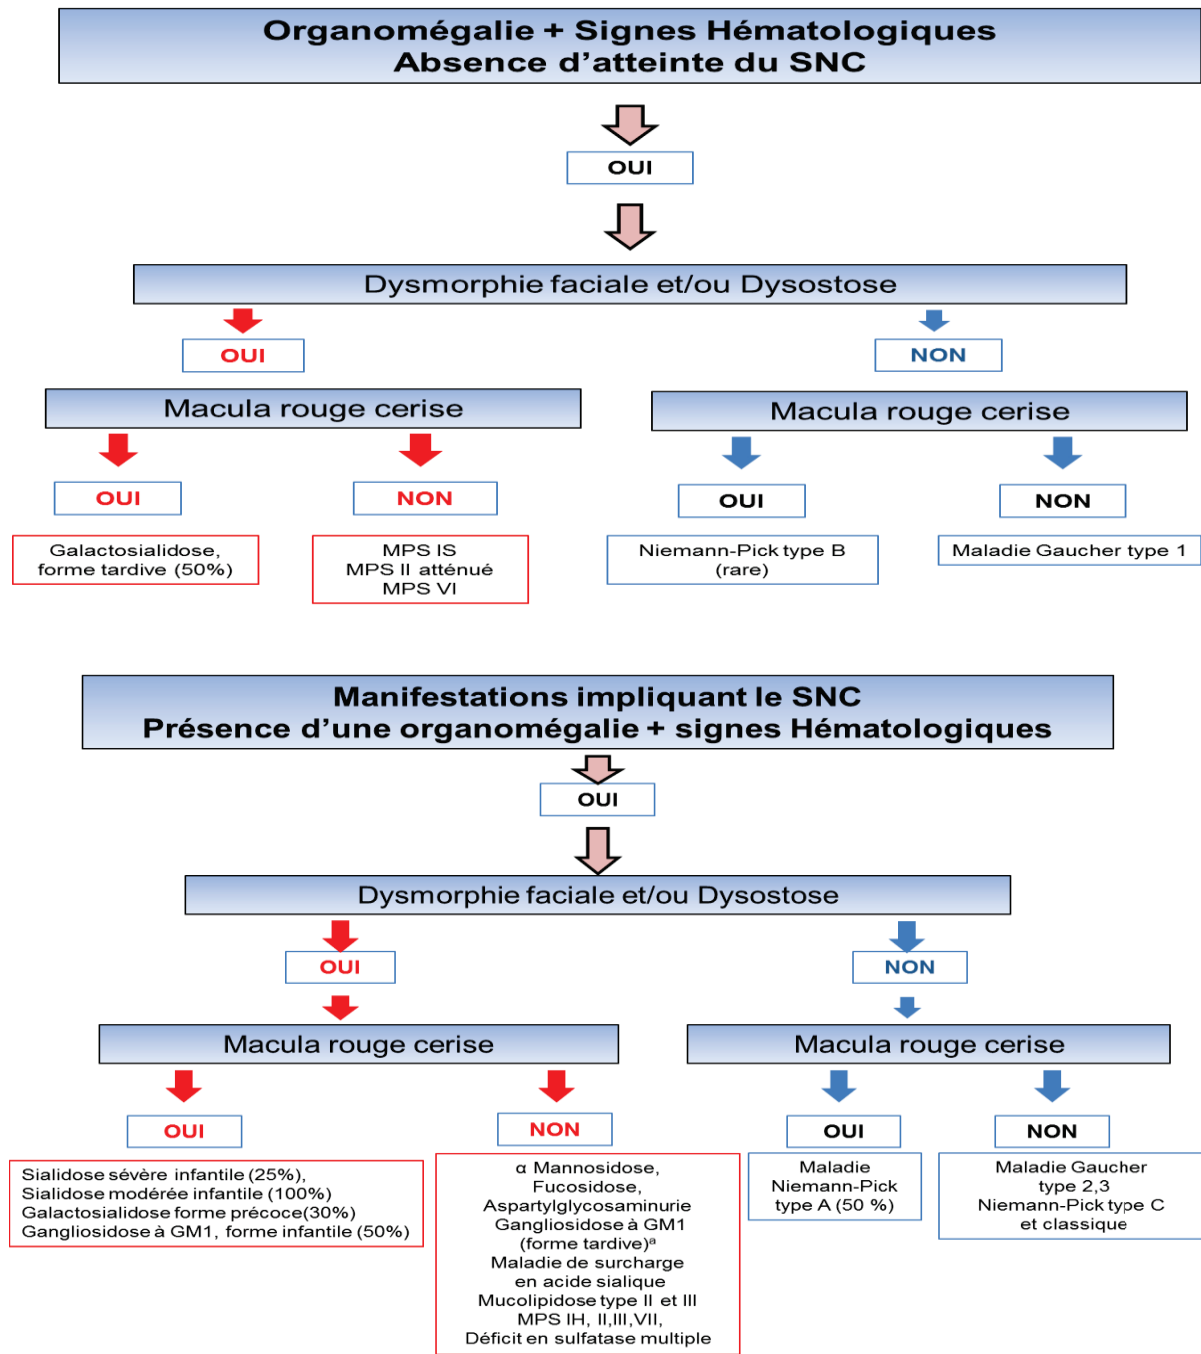 Organomégalie + Signes Hématologiques
Absence d'atteinte du SNC
OUI
Dysmorphie faciale et/ou Dysostose
OUI
NON
Macula rouge cerise
Macula rouge cerise
OUI
NON
OUI
NON
Galactosialidose,
forme tardive (50%)
MPS IS
MPS II atténué
MPS VI
Niemann-Pick type B
(rare)
Maladie Gaucher type 1
Manifestations impliquant le SNC
Présence d'une organomégalie + signes Hématologiques
OUI
Dysmorphie faciale et/ou Dysostose
OUI
NON
Macula rouge cerise
Macula rouge cerise
OUI
NON
OUI
NON
Sialidose sévère infantile (25%),
Sialidose modérée infantile (100%)
Galactosialidose forme précoce(30%)
Gangliosidose à GM1, forme infantile (50%)
α Mannosidose,
Fucosidose,
Aspartylglycosaminurie
Gangliosidose à GM1
(forme tardive)ª
Maladie de surcharge
en acide sialique
Mucolipidose type II et III
MPS IH, II,III,VII,
Déficit en sulfatase multiple
Maladie
Niemann-Pick
type A (50 %)
Maladie Gaucher
type 2,3
Niemann-Pick type C
et classique